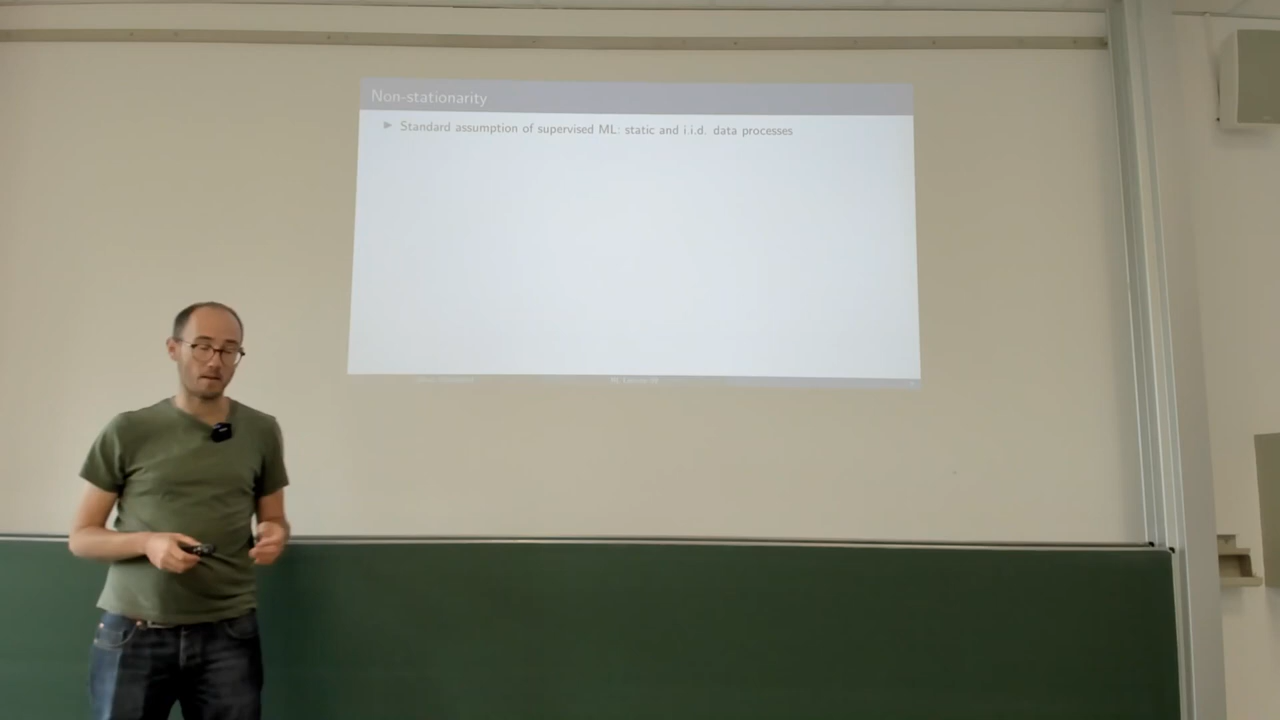 Non-stationarity
Standard assumption of supervised ML: static and i.i.d. data processes